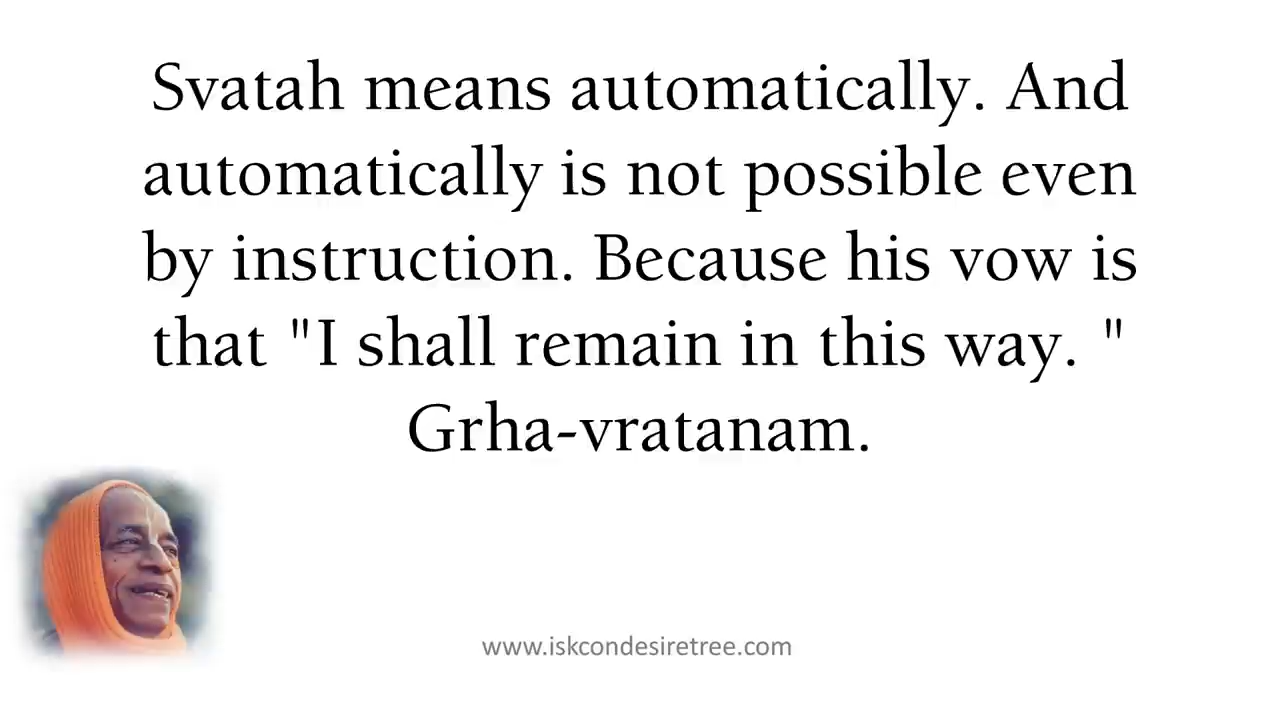 Svatah means automatically. And
automatically is not possible even
by instruction. Because his vow is
that "I shall remain in this way. "
Grha-vratanam.
www.iskcondesiretree.com